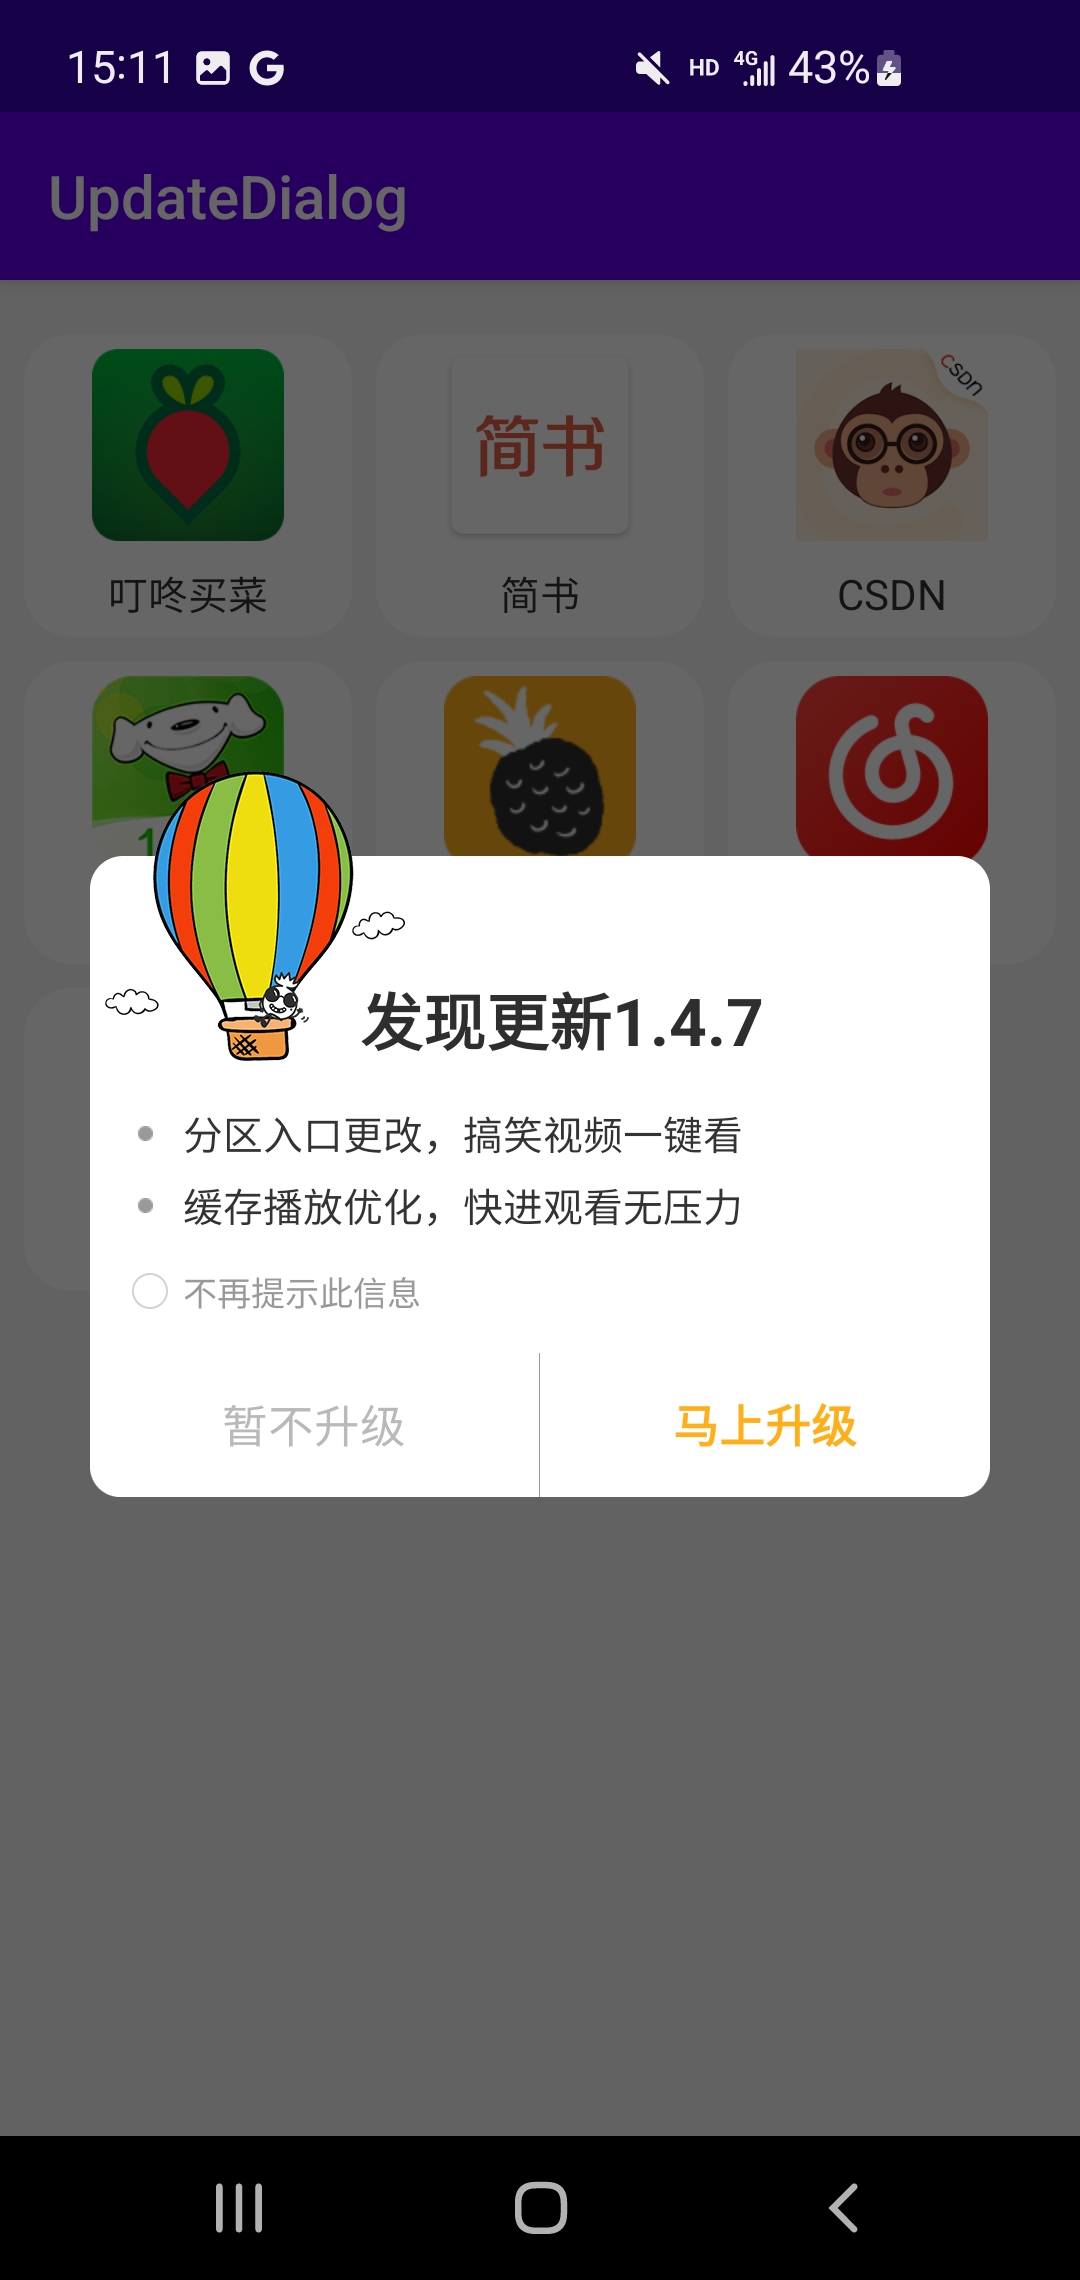 15:11 HD 4G 43%
UpdateDialog
简书
CSDN
叮咚买菜 简书 CSDN
1
发现更新1.4.7
分区入口更改，搞笑视频一键看
缓存播放优化，快进观看无压力
不再提示此信息
暂不升级 马上升级